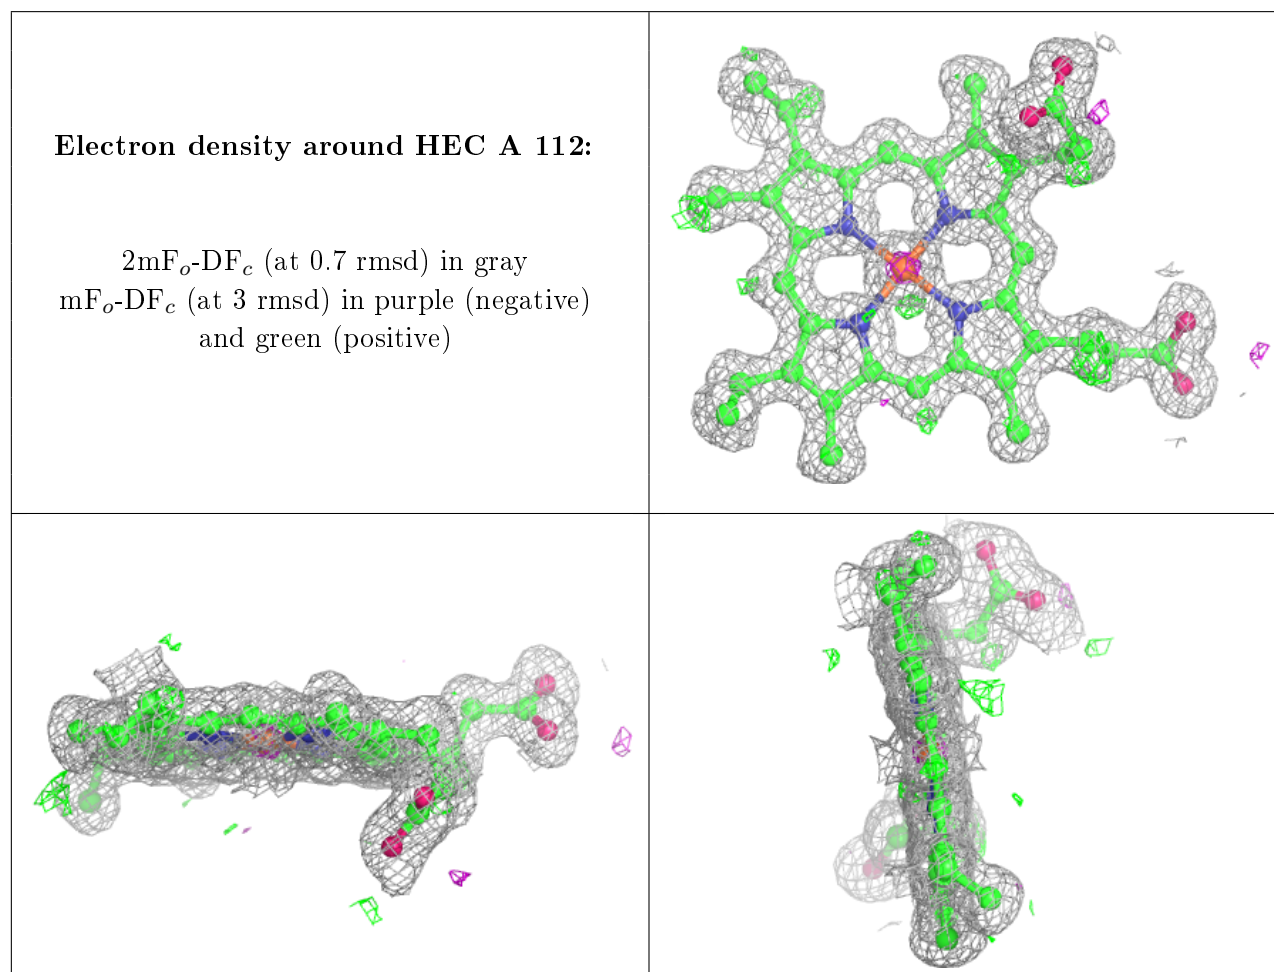 Electron density around HEC A 112:
2mFₒ-DF𝒸 (at 0.7 rmsd) in gray
mFₒ-DF𝒸 (at 3 rmsd) in purple (negative)
and green (positive)